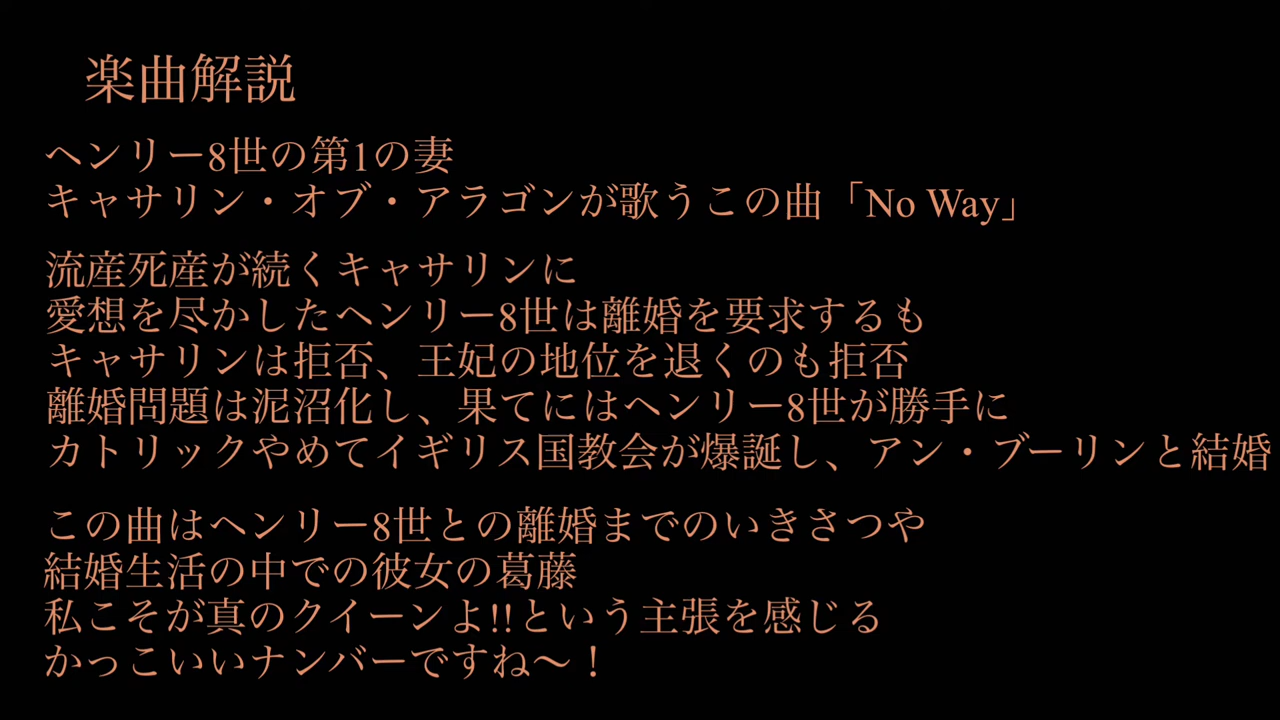 楽曲解説
ヘンリー8世の第1の妻
キャサリン・オブ・アラゴンが歌うこの曲「No Way」
流産死産が続くキャサリンに
愛想を尽かしたヘンリー8世は離婚を要求するも
キャサリンは拒否、王妃の地位を退くのも拒否
離婚問題は泥沼化し、果てにはヘンリー8世が勝手に
カトリックやめてイギリス国教会が爆誕し、アン・ブーリンと結婚
この曲はヘンリー8世との離婚までのいきさつや
結婚生活の中での彼女の葛藤
私こそが真のクイーンよ!!という主張を感じる
かっこいいナンバーですね〜！